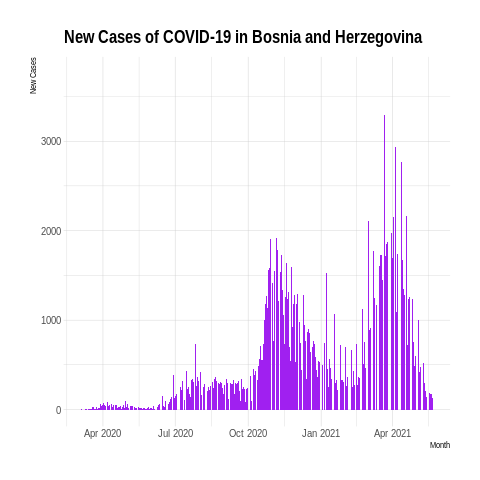 New Cases of COVID-19 in Bosnia and Herzegovina
New Cases
3000
2000
1000
0
Apr 2020 Jul 2020 Oct 2020 Jan 2021 Apr 2021
Month